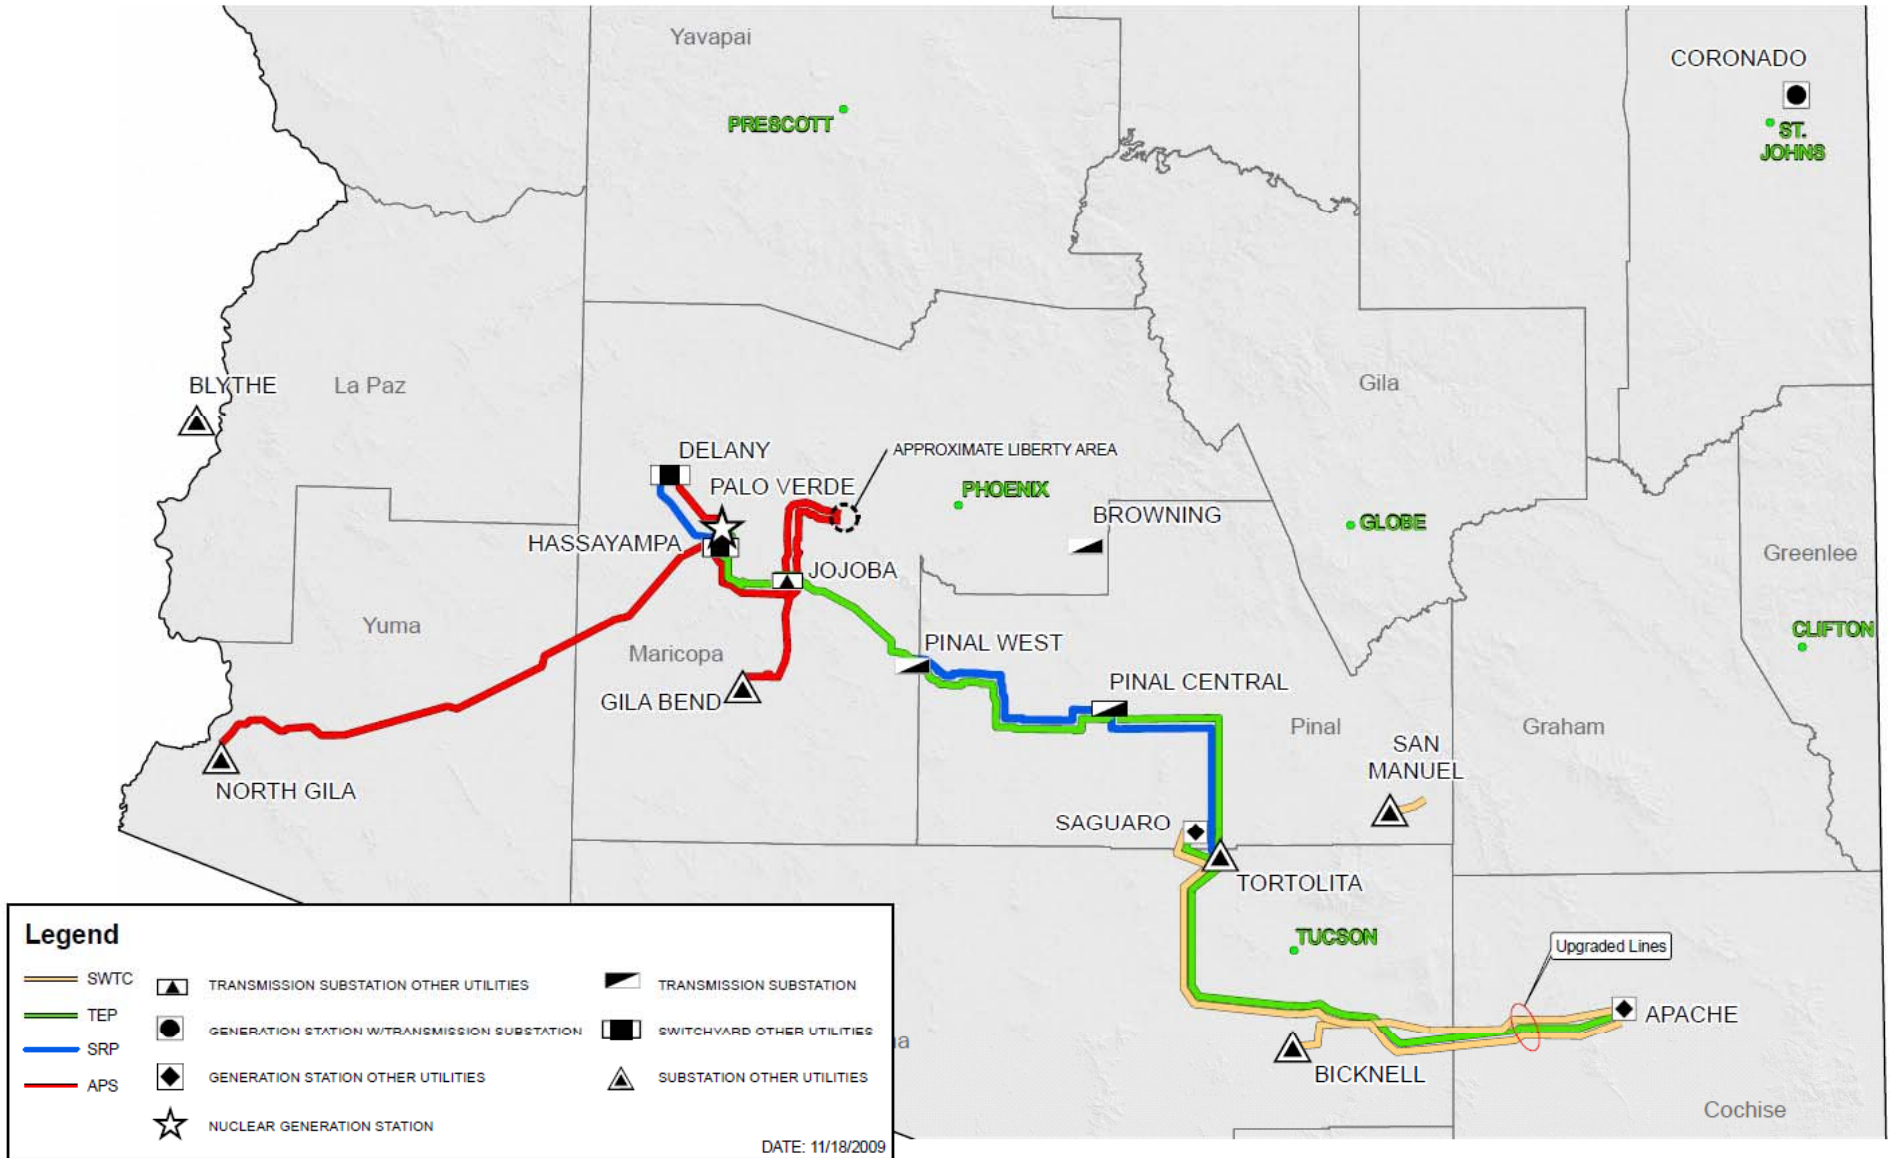 Yavapai
CORONADO
PRESCOTT
ST.
JOHNS
BLYTHE
La Paz
Gila
DELANY
APPROXIMATE LIBERTY AREA
PALO VERDE
PHOENIX
BROWNING
GLOBE
HASSAYAMPA
Greenlee
JOJOBA
Yuma
CLIFTON
Maricopa
PINAL WEST
PINAL CENTRAL
GILA BEND
Pinal
Graham
SAN
MANUEL
NORTH GILA
SAGUARO
TORTOLITA
TUCSON
Upgraded Lines
APACHE
na
BICKNELL
Cochise
Legend
SWTC
TEP
SRP
APS
TRANSMISSION SUBSTATION OTHER UTILITIES
GENERATION STATION W/TRANSMISSION SUBSTATION
GENERATION STATION OTHER UTILITIES
NUCLEAR GENERATION STATION
TRANSMISSION SUBSTATION
SWITCHYARD OTHER UTILITIES
SUBSTATION OTHER UTILITIES
DATE: 11/18/2009